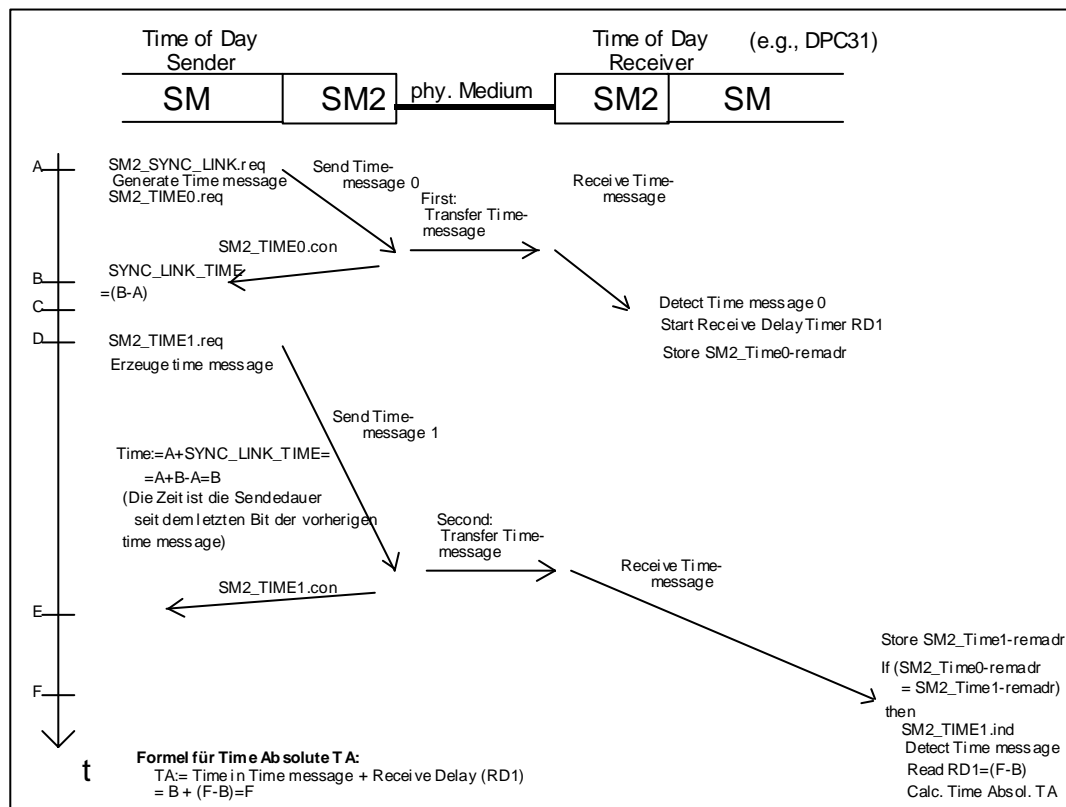 Time of Day
Sender
Time of Day
Receiver
(e.g., DPC31)
SM
SM2
phy. Medium
SM2
SM
A
SM2_SYNC_LINK.req
Generate Time message
SM2_TIME0.req
Send Time-
message 0
Receive Time-
message
First:
Transfer Time-
message
SM2_TIME0.con
B
SYNC_LINK_TIME
=(B-A)
C
Detect Time message 0
Start Receive Delay Timer RD1
Store SM2_Time0-remadr
D
SM2_TIME1.req
Erzeuge time message
Send Time-
message 1
Time:=A+SYNC_LINK_TIME=
=A+B-A=B
(Die Zeit ist die Sendedauer
seit dem letzten Bit der vorherigen
time message)
Second:
Transfer Time-
message
Receive Time-
message
SM2_TIME1.con
E
Store SM2_Time1-remadr
If (SM2_Time0-remadr
= SM2_Time1-remadr)
then
SM2_TIME1.ind
Detect Time message
Read RD1=(F-B)
Calc. Time Absol. TA
F
t
Formel für Time Absolute TA:
TA:= Time in Time message + Receive Delay (RD1)
= B + (F-B)=F